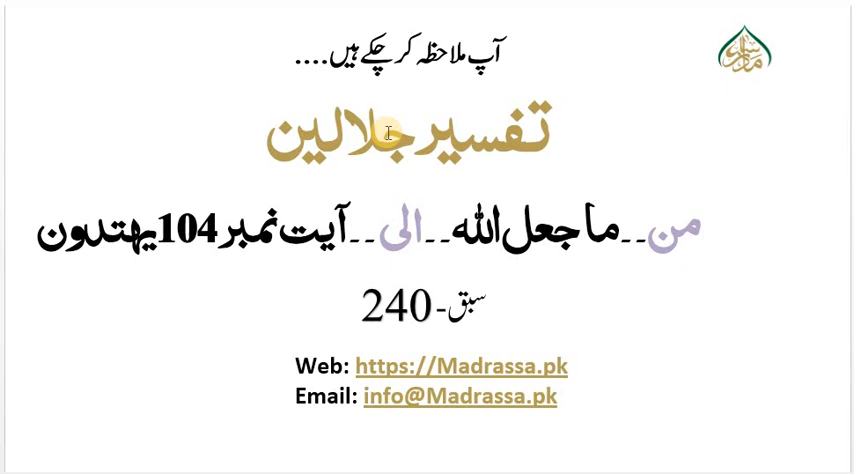 آپ ملاحظہ کر چکے ہیں....
تفسیر جلالین
من۔۔ما جعل اللہ۔۔الی۔۔آیت نمبر 104 یهتدون
سبق-240
Web: https://Madrassa.pk
Email: info@Madrassa.pk